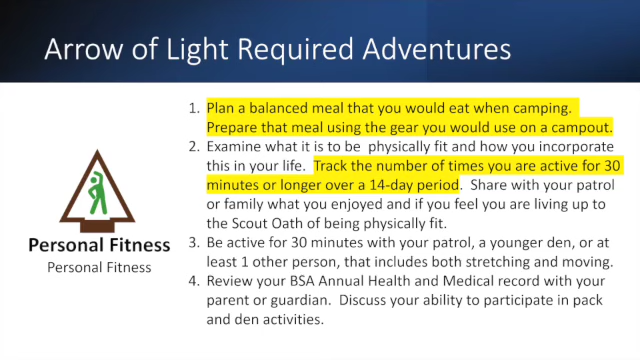 Arrow of Light Required Adventures
1. Plan a balanced meal that you would eat when camping.
Prepare that meal using the gear you would use on a campout.
2. Examine what it is to be physically fit and how you incorporate
this in your life. Track the number of times you are active for 30
minutes or longer over a 14-day period. Share with your patrol
or family what you enjoyed and if you feel you are living up to
the Scout Oath of being physically fit.
3. Be active for 30 minutes with your patrol, a younger den, or at
least 1 other person, that includes both stretching and moving.
4. Review your BSA Annual Health and Medical record with your
parent or guardian. Discuss your ability to participate in pack
and den activities.
Personal Fitness
Personal Fitness